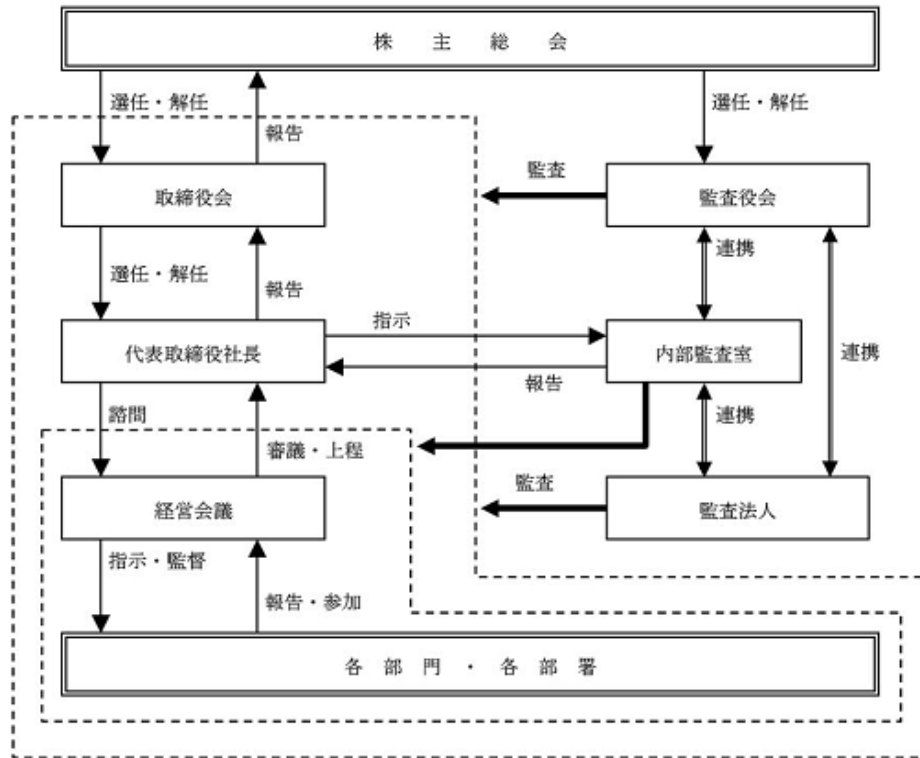 株主総会
選任・解任
選任・解任
報告
監査
取締役会
監査役会
連携
選任・解任
報告
指示
代表取締役社長
内部監査室
連携
報告
諮問
連携
審議・上程
監査
経営会議
監査法人
指示・監督
報告・参加
各部門・各部署